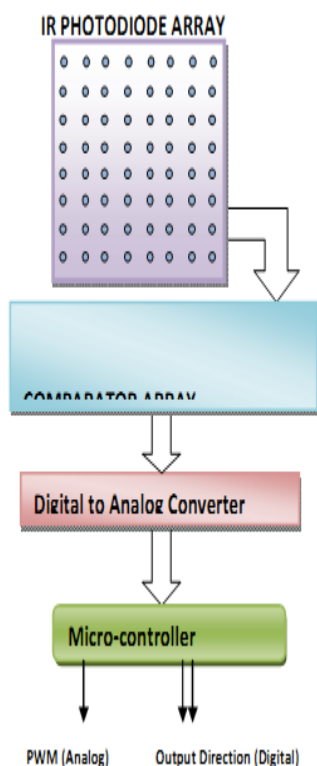 IR PHOTODIODE ARRAY
COMPARATOR ARRAY
Digital to Analog Converter
Micro-controller
PWM (Analog) Output Direction (Digital)